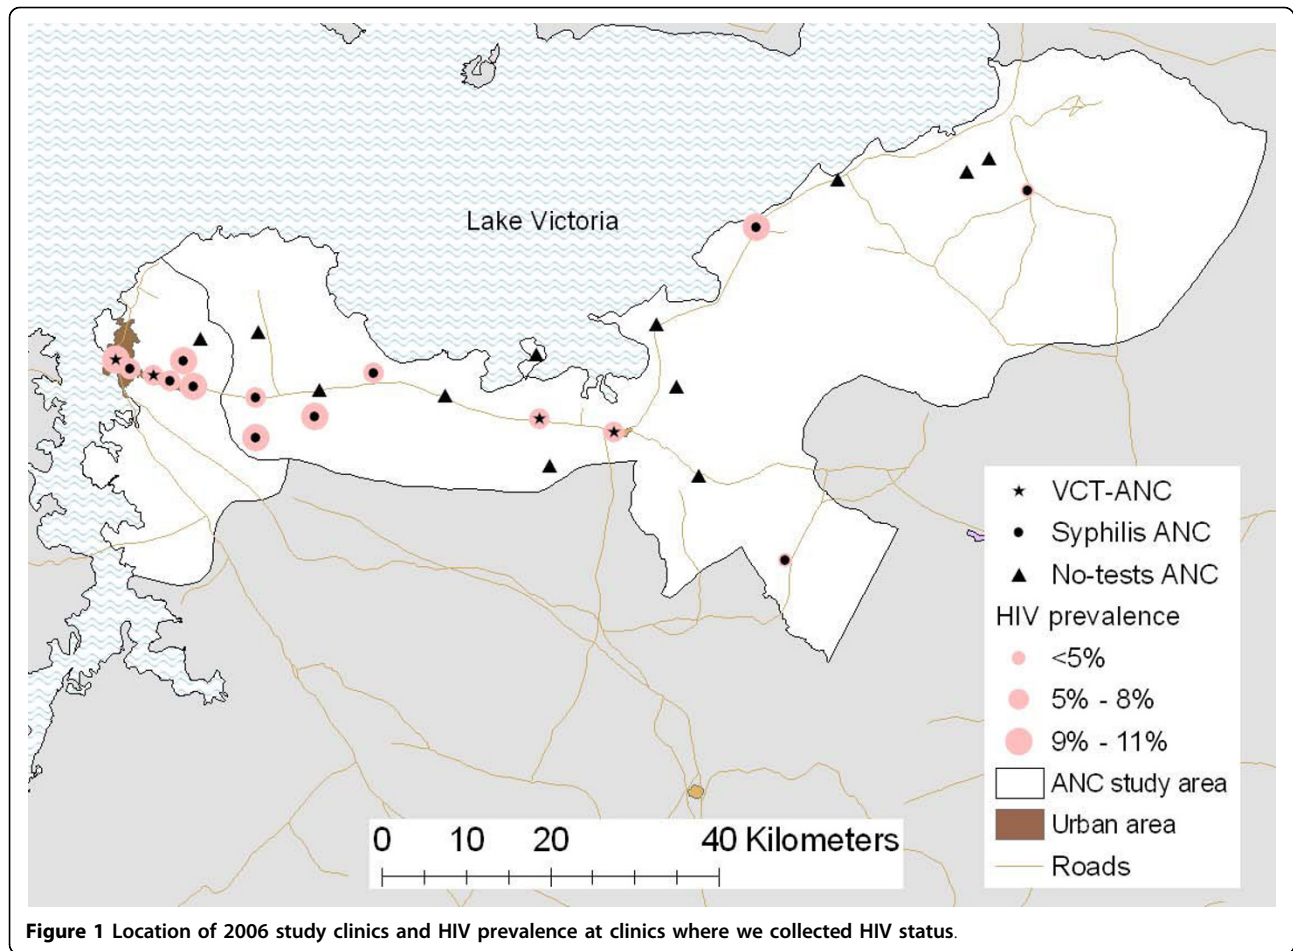 Lake Victoria
VCT-ANC
Syphilis ANC
No-tests ANC
HIV prevalence
<5%
5% - 8%
9% - 11%
ANC study area
Urban area
Roads
0 10 20 40 Kilometers
Figure 1 Location of 2006 study clinics and HIV prevalence at clinics where we collected HIV status.